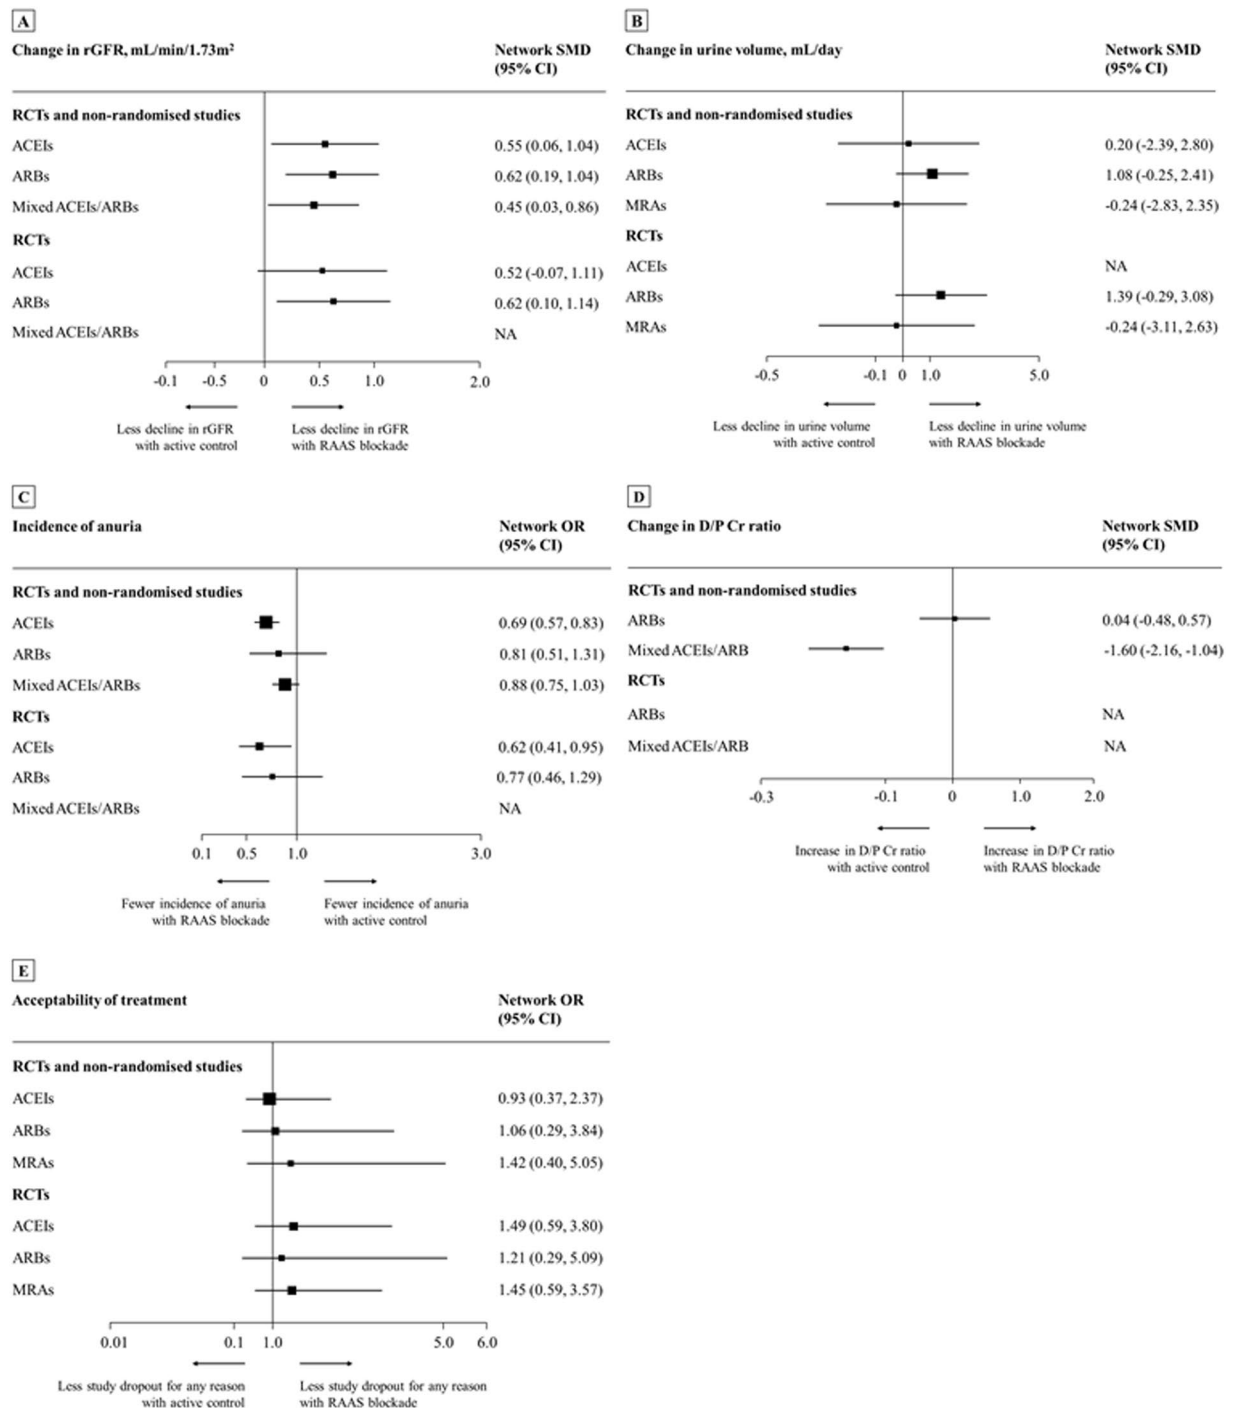 A
Change in rGFR, mL/min/1.73m²
Network SMD
(95% CI)
RCTs and non-randomised studies
ACEIs 0.55 (0.06, 1.04)
ARBs 0.62 (0.19, 1.04)
Mixed ACEIs/ARBs 0.45 (0.03, 0.86)
RCTs
ACEIs 0.52 (-0.07, 1.11)
ARBs 0.62 (0.10, 1.14)
Mixed ACEIs/ARBs NA
-0.1 -0.5 0 0.5 1.0 2.0
Less decline in rGFR
with active control
Less decline in rGFR
with RAAS blockade
B
Change in urine volume, mL/day
Network SMD
(95% CI)
RCTs and non-randomised studies
ACEIs 0.20 (-2.39, 2.80)
ARBs 1.08 (-0.25, 2.41)
MRAs -0.24 (-2.83, 2.35)
RCTs
ACEIs NA
ARBs 1.39 (-0.29, 3.08)
MRAs -0.24 (-3.11, 2.63)
-0.5 -0.1 0 1.0 5.0
Less decline in urine volume
with active control
Less decline in urine volume
with RAAS blockade
C
Incidence of anuria
Network OR
(95% CI)
RCTs and non-randomised studies
ACEIs 0.69 (0.57, 0.83)
ARBs 0.81 (0.51, 1.31)
Mixed ACEIs/ARBs 0.88 (0.75, 1.03)
RCTs
ACEIs 0.62 (0.41, 0.95)
ARBs 0.77 (0.46, 1.29)
Mixed ACEIs/ARBs NA
0.1 0.5 1.0 3.0
Fewer incidence of anuria
with RAAS blockade
Fewer incidence of anuria
with active control
D
Change in D/P Cr ratio
Network SMD
(95% CI)
RCTs and non-randomised studies
ARBs 0.04 (-0.48, 0.57)
Mixed ACEIs/ARB -1.60 (-2.16, -1.04)
RCTs
ARBs NA
Mixed ACEIs/ARB NA
-0.3 -0.1 0 1.0 2.0
Increase in D/P Cr ratio
with active control
Increase in D/P Cr ratio
with RAAS blockade
E
Acceptability of treatment
Network OR
(95% CI)
RCTs and non-randomised studies
ACEIs 0.93 (0.37, 2.37)
ARBs 1.06 (0.29, 3.84)
MRAs 1.42 (0.40, 5.05)
RCTs
ACEIs 1.49 (0.59, 3.80)
ARBs 1.21 (0.29, 5.09)
MRAs 1.45 (0.59, 3.57)
0.01 0.1 1.0 5.0 6.0
Less study dropout for any reason
with active control
Less study dropout for any reason
with RAAS blockade